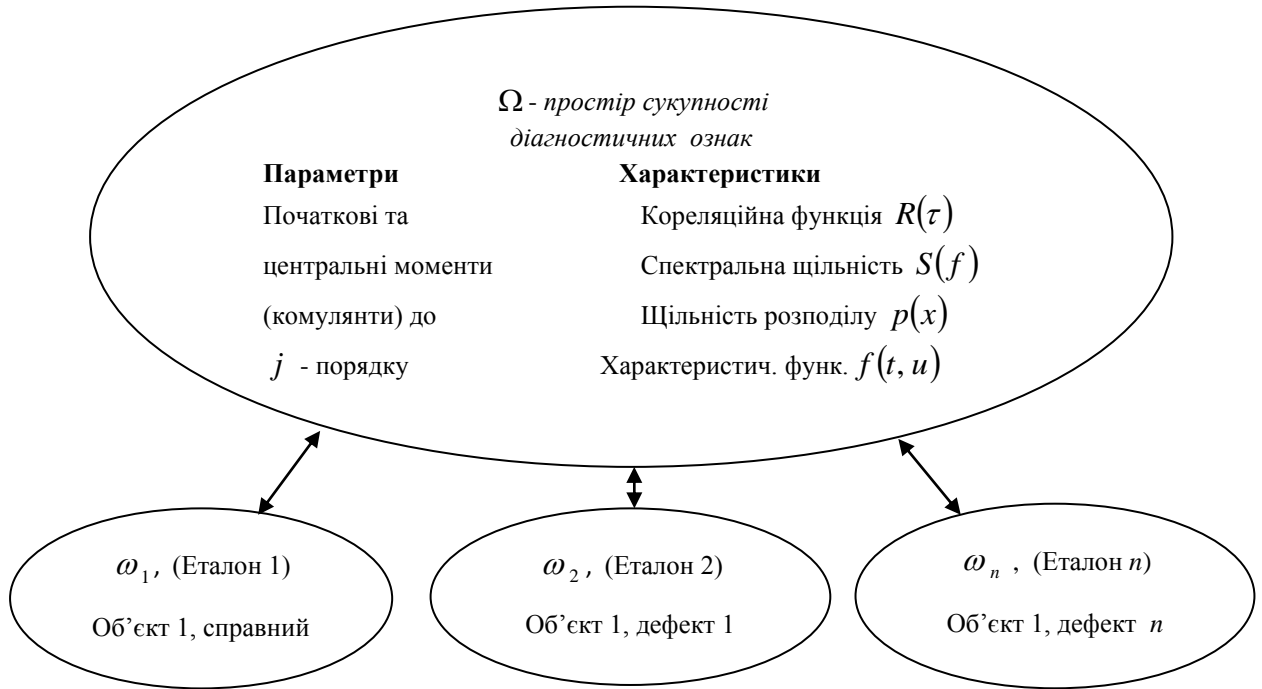 Ω - простір сукупності
діагностичних ознак
Параметри Характеристики
Початкові та Кореляційна функція R(τ)
центральні моменти Спектральна щільність S(f)
(комулянти) до Щільність розподілу p(x)
j - порядку Характеристич. функ. f(t, u)
ω₁, (Еталон 1)
Об’єкт 1, справний
ω₂, (Еталон 2)
Об’єкт 1, дефект 1
ωₙ , (Еталон n)
Об’єкт 1, дефект n